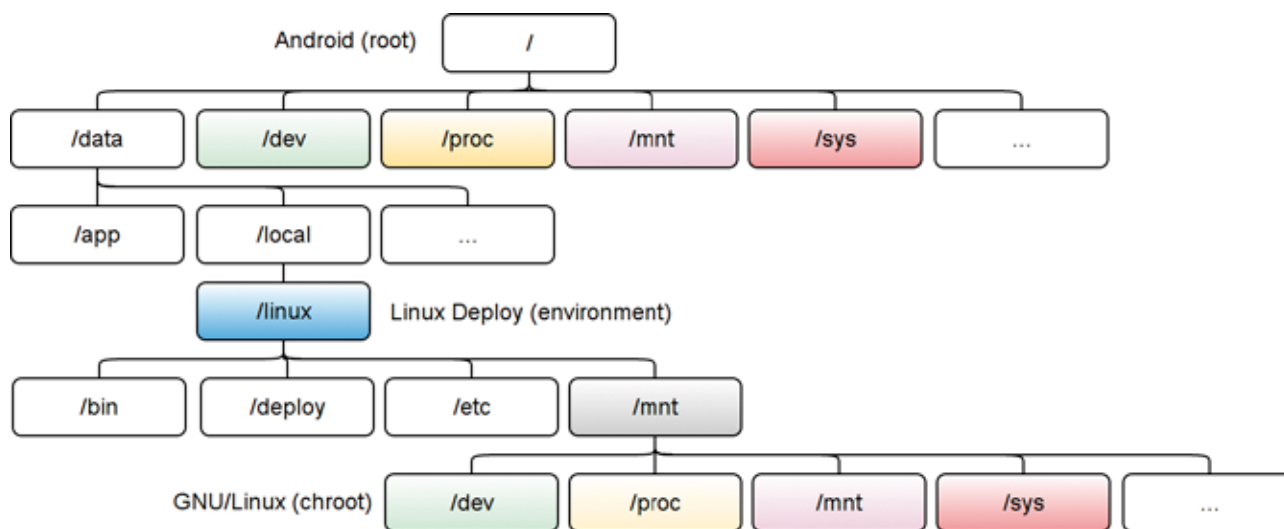 Android (root) /
/data /dev /proc /mnt /sys ...
/app /local ...
/linux Linux Deploy (environment)
/bin /deploy /etc /mnt
GNU/Linux (chroot) /dev /proc /mnt /sys ...